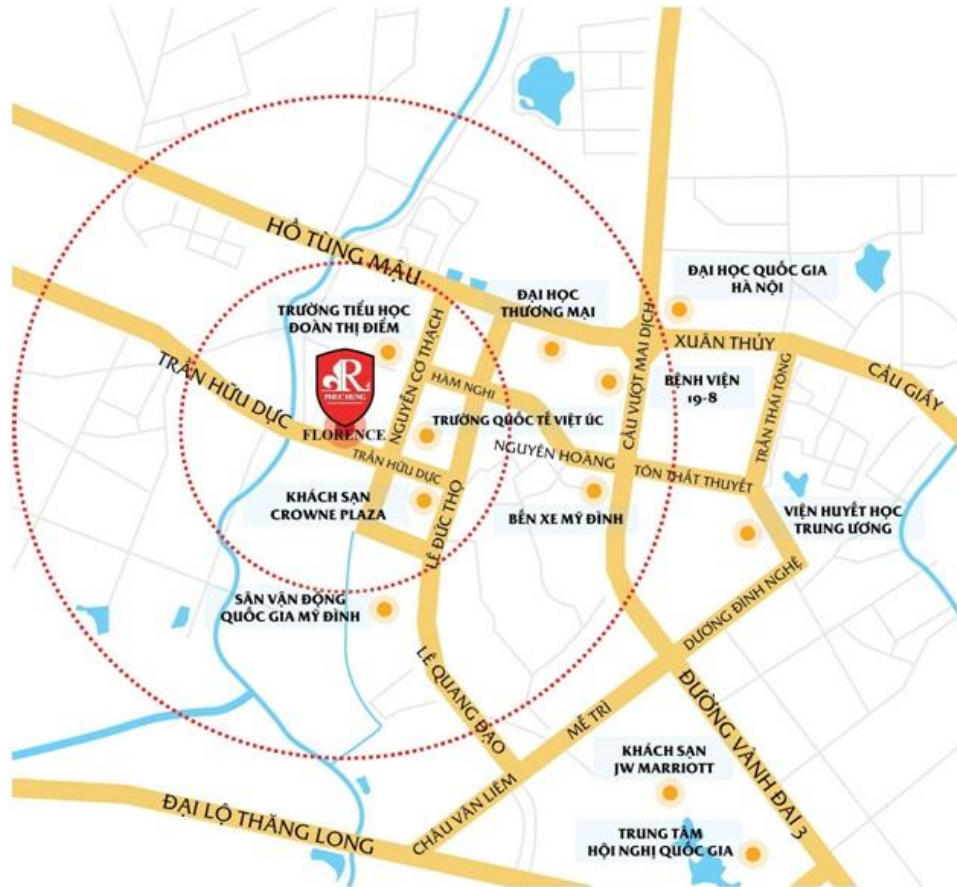 HỒ TÙNG MẬU
ĐẠI HỌC QUỐC GIA
HÀ NỘI
TRƯỜNG TIỂU HỌC
ĐOÀN THỊ ĐIỂM
ĐẠI HỌC
THƯƠNG MẠI
CẦU VƯỢT MAI DỊCH
XUÂN THỦY
CẦU GIẤY
TRẦN HỮU DỰC
R
PHUC HUNG
FLORENCE
NGUYỄN CƠ THẠCH
HÀM NGHI
BỆNH VIỆN
19-8
TRẦN THÁI TÔNG
TRƯỜNG QUỐC TẾ VIỆT ÚC
NGUYỄN HOÀNG
TÔN THẤT THUYẾT
TRẦN HỮU DỰC
KHÁCH SẠN
CROWNE PLAZA
LÊ ĐỨC THỌ
BẾN XE MỸ ĐÌNH
VIỆN HUYẾT HỌC
TRUNG ƯƠNG
SÂN VẬN ĐỘNG
QUỐC GIA MỸ ĐÌNH
DƯƠNG ĐÌNH NGHỆ
LÊ QUANG ĐẠO
MỄ TRÌ
ĐƯỜNG VÀNH ĐAI 3
KHÁCH SẠN
JW MARRIOTT
CHÂU VĂN LIÊM
ĐẠI LỘ THĂNG LONG
TRUNG TÂM
HỘI NGHỊ QUỐC GIA